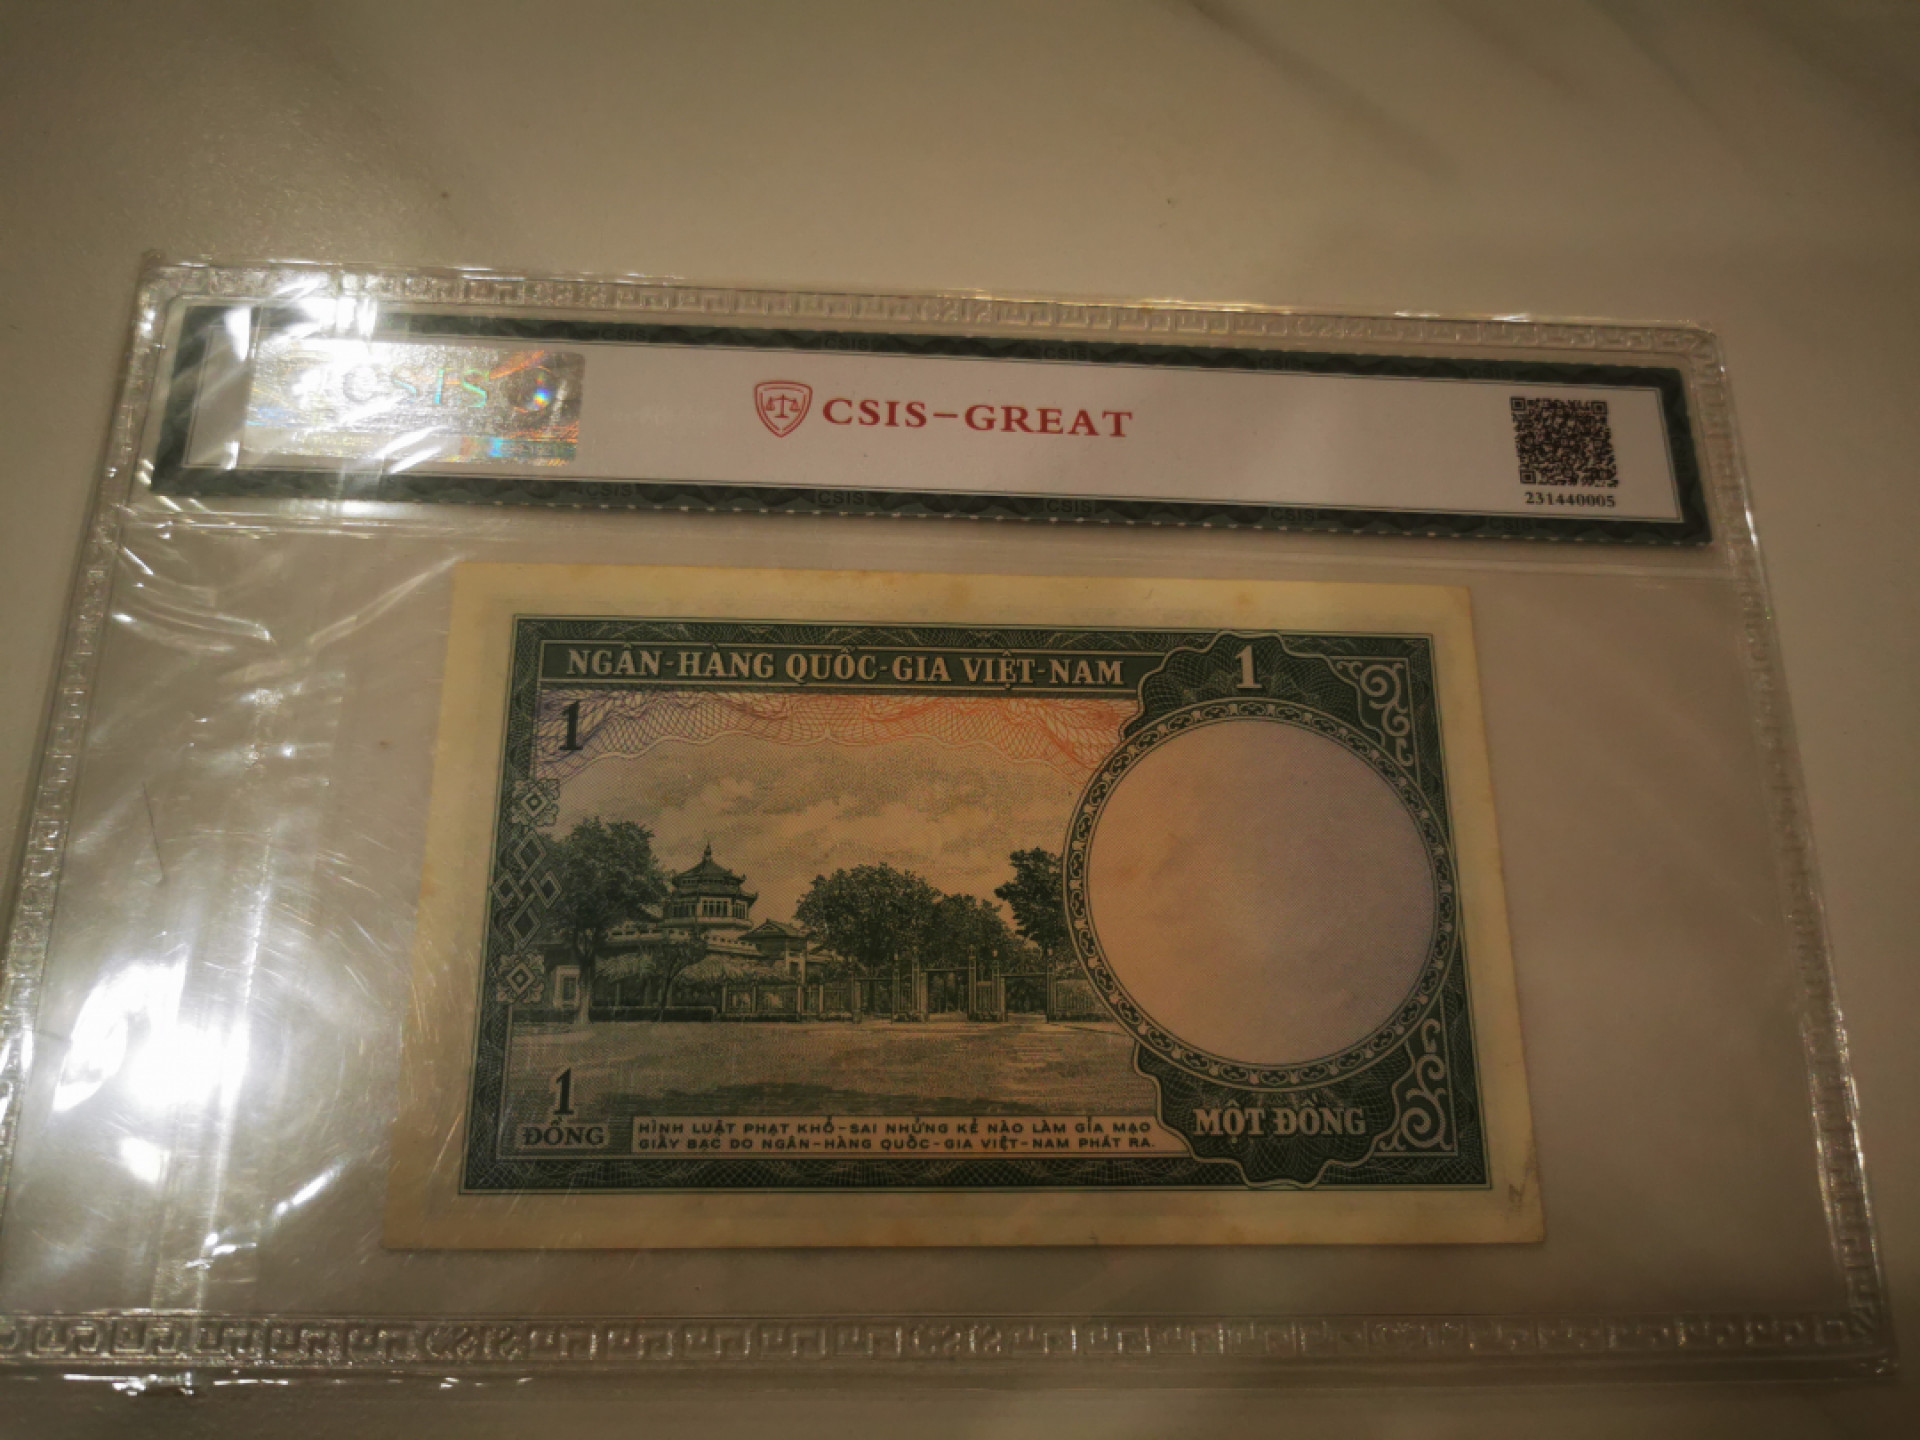 CSIS
CSIS-GREAT
231440005
NGÂN-HÀNG QUỐC-GIA VIỆT-NAM
1
1
1
ĐỒNG
HÌNH LUẬT PHẠT KHỔ-SAI NHỮNG KẺ NÀO LÀM GIẢ MẠO
GIẤY BẠC DO NGÂN-HÀNG QUỐC-GIA VIỆT-NAM PHÁT RA.
MỘT ĐỒNG